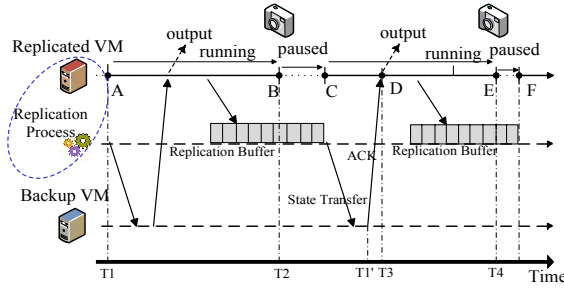 output
output
running
paused
running
paused
Replicated VM
A
B
C
D
E
F
Replication
Process
Replication Buffer
ACK
Replication Buffer
State Transfer
Backup VM
T1
T2
T1'
T3
T4
Time